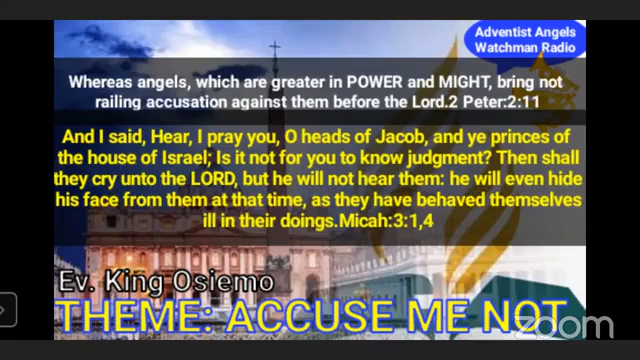 Adventist Angels
Watchman Radio
Whereas angels, which are greater in POWER and MIGHT, bring not
railing accusation against them before the Lord.2 Peter:2:11
And I said, Hear, I pray you, O heads of Jacob, and ye princes of
the house of Israel; Is it not for you to know judgment? Then shall
they cry unto the LORD, but he will not hear them: he will even hide
his face from them at that time, as they have behaved themselves
ill in their doings.Micah:3:1,4
Ev. King Osiemo
THEME: ACCUSE ME NOT
zoom